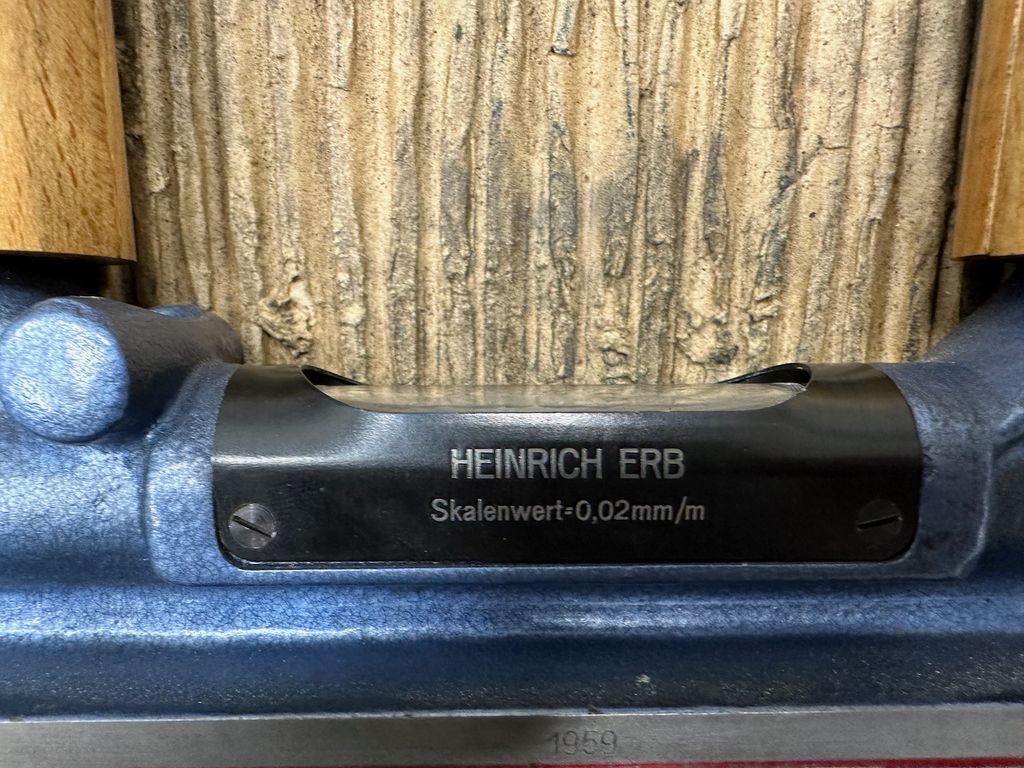 HEINRICH ERB
Skalenwert=0,02mm/m
1959